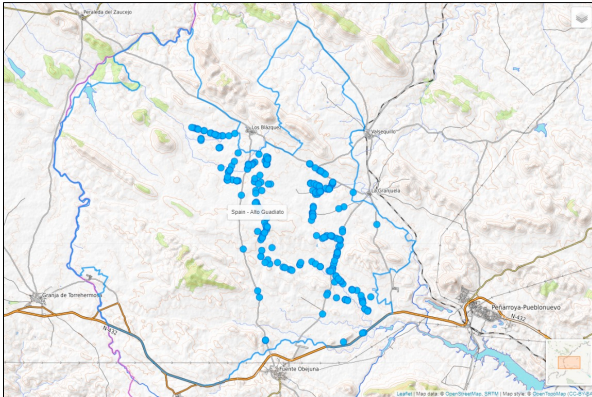 Peraleda del Zaucejo
Los Blázquez
Valsequillo
La Granjuela
Spain - Alto Guadiato
Granja de Torrehermosa
N-432
Peñarroya-Pueblonuevo
N-432
Fuente Obejuna
Leaflet | Map data: © OpenStreetMap, SRTM | Map style: © OpenTopoMap (CC-BY-SA